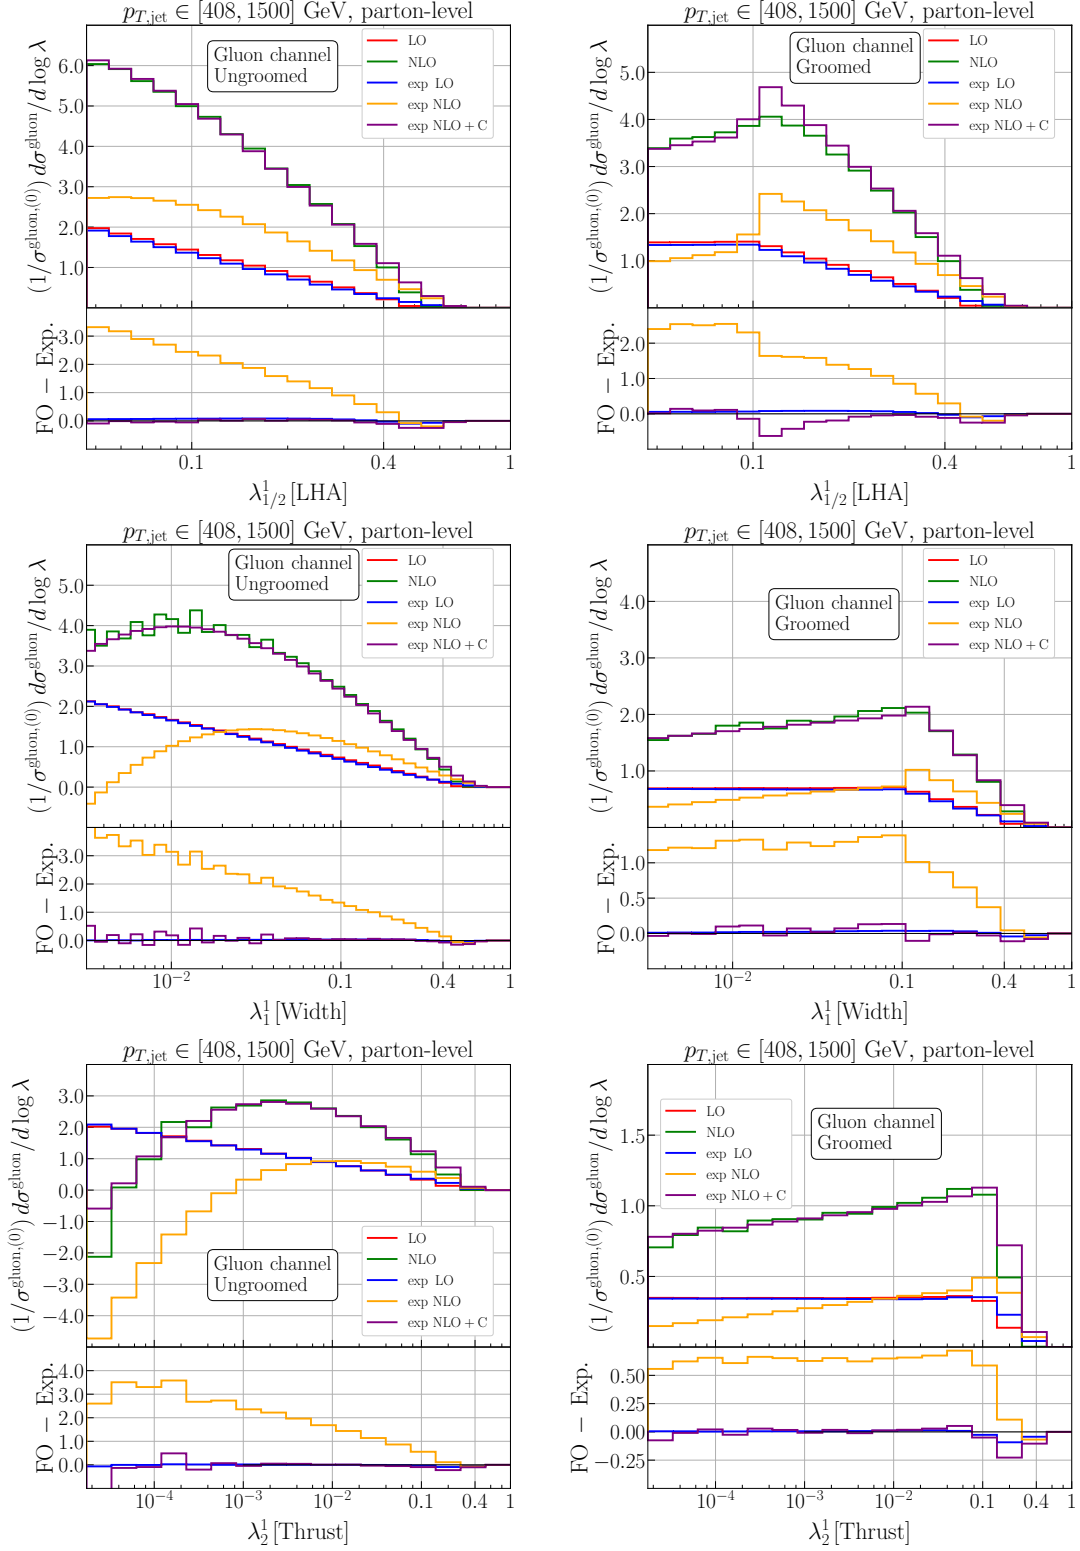 p_{T,jet} ∈ [408, 1500] GeV, parton-level
(1/σ^{gluon,(0)}) dσ^{gluon}/d log λ
6.0
5.0
4.0
3.0
2.0
1.0
Gluon channel
Ungroomed
LO
NLO
exp LO
exp NLO
exp NLO + C
FO − Exp.
3.0
2.0
1.0
0.0
0.1 0.4 1
λ^1_{1/2} [LHA]
p_{T,jet} ∈ [408, 1500] GeV, parton-level
(1/σ^{gluon,(0)}) dσ^{gluon}/d log λ
5.0
4.0
3.0
2.0
1.0
Gluon channel
Groomed
LO
NLO
exp LO
exp NLO
exp NLO + C
FO − Exp.
2.0
1.0
0.0
0.1 0.4 1
λ^1_{1/2} [LHA]
p_{T,jet} ∈ [408, 1500] GeV, parton-level
(1/σ^{gluon,(0)}) dσ^{gluon}/d log λ
5.0
4.0
3.0
2.0
1.0
0.0
Gluon channel
Ungroomed
LO
NLO
exp LO
exp NLO
exp NLO + C
FO − Exp.
3.0
2.0
1.0
0.0
10^{−2} 0.1 0.4 1
λ^1_1 [Width]
p_{T,jet} ∈ [408, 1500] GeV, parton-level
(1/σ^{gluon,(0)}) dσ^{gluon}/d log λ
4.0
3.0
2.0
1.0
Gluon channel
Groomed
LO
NLO
exp LO
exp NLO
exp NLO + C
FO − Exp.
1.0
0.5
0.0
10^{−2} 0.1 0.4 1
λ^1_1 [Width]
p_{T,jet} ∈ [408, 1500] GeV, parton-level
(1/σ^{gluon,(0)}) dσ^{gluon}/d log λ
3.0
2.0
1.0
0.0
−1.0
−2.0
−3.0
−4.0
Gluon channel
Ungroomed
LO
NLO
exp LO
exp NLO
exp NLO + C
FO − Exp.
4.0
3.0
2.0
1.0
0.0
10^{−4} 10^{−3} 10^{−2} 0.1 0.4 1
λ^1_2 [Thrust]
p_{T,jet} ∈ [408, 1500] GeV, parton-level
(1/σ^{gluon,(0)}) dσ^{gluon}/d log λ
1.5
1.0
0.5
LO
NLO
exp LO
exp NLO
exp NLO + C
Gluon channel
Groomed
FO − Exp.
0.50
0.25
0.00
−0.25
10^{−4} 10^{−3} 10^{−2} 0.1 0.4 1
λ^1_2 [Thrust]